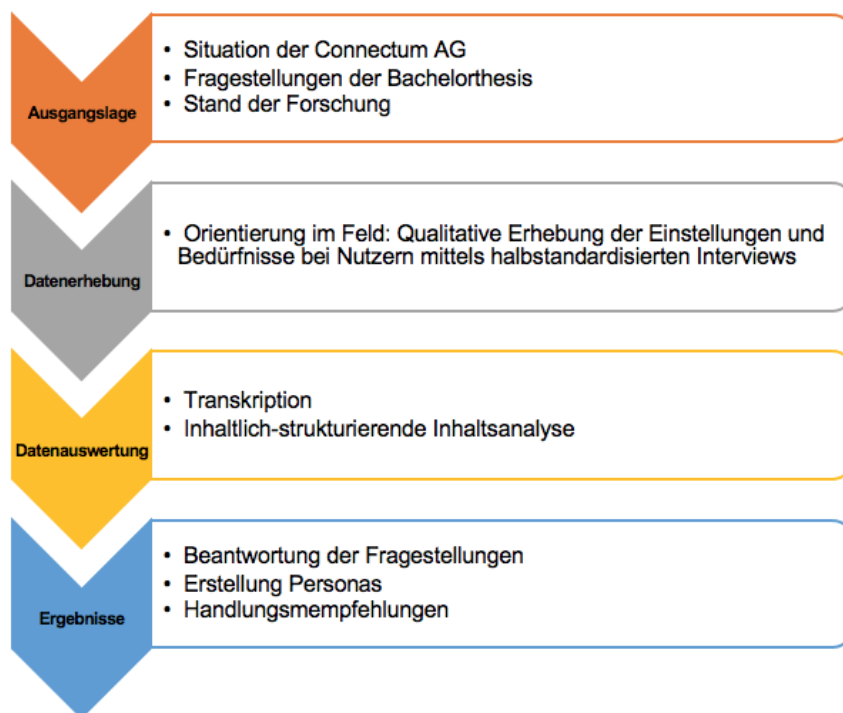 Ausgangslage
• Situation der Connectum AG
• Fragestellungen der Bachelorthesis
• Stand der Forschung
Datenerhebung
• Orientierung im Feld: Qualitative Erhebung der Einstellungen und
Bedürfnisse bei Nutzern mittels halbstandardisierten Interviews
Datenauswertung
• Transkription
• Inhaltlich-strukturierende Inhaltsanalyse
Ergebnisse
• Beantwortung der Fragestellungen
• Erstellung Personas
• Handlungsmempfehlungen